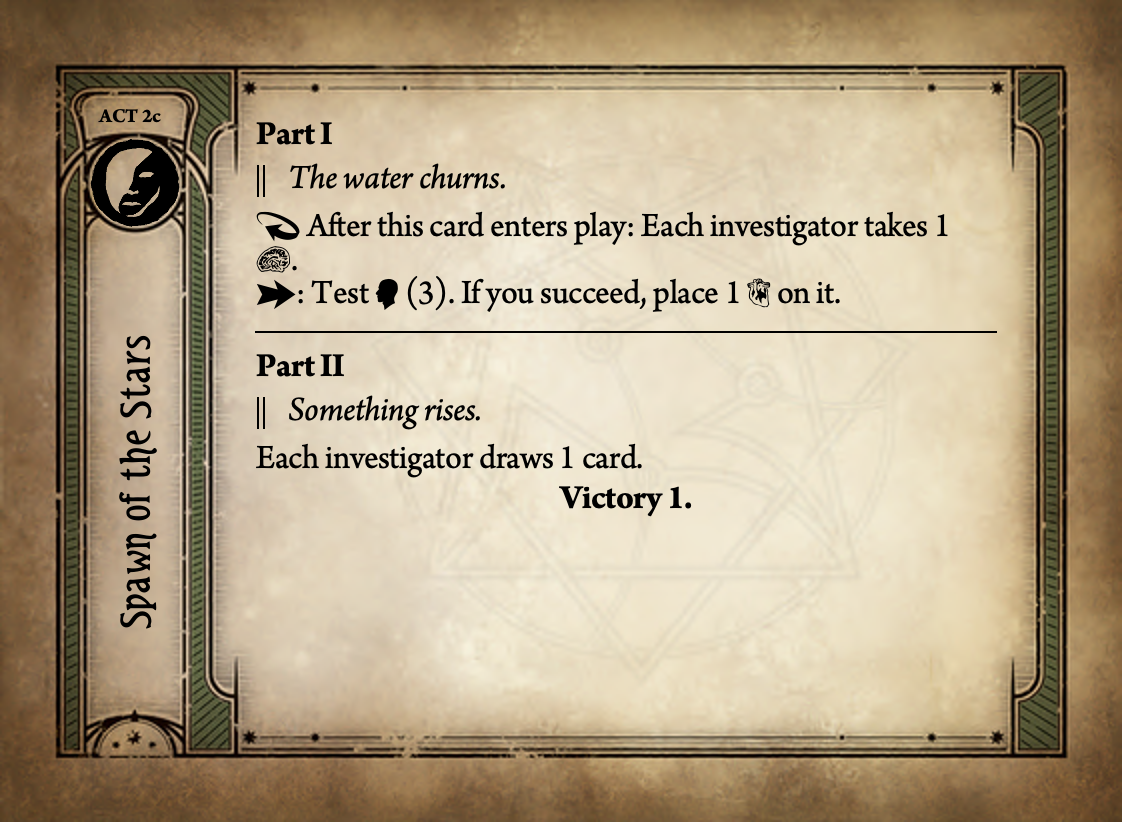 ACT 2c
Spawn of the Stars
Part I
The water churns.
After this card enters play: Each investigator takes 1
.
: Test (3). If you succeed, place 1 on it.
Part II
Something rises.
Each investigator draws 1 card.
Victory 1.